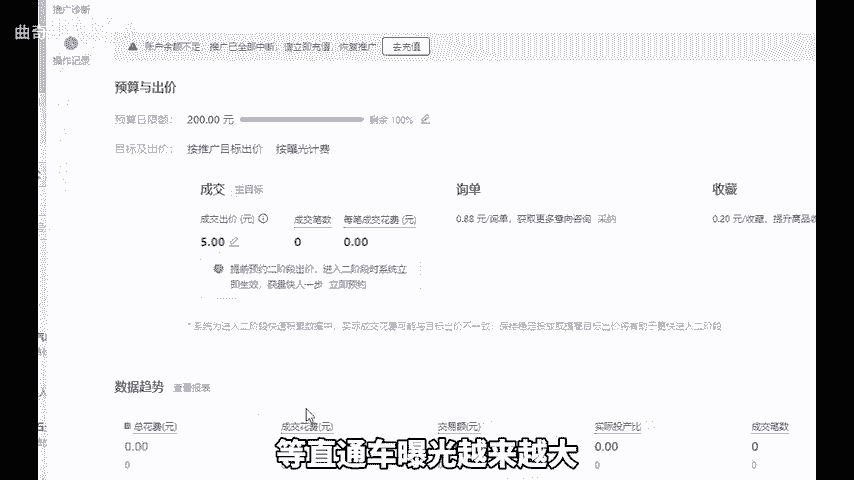 推广诊断
曲奇
操作记录
账户余额不足，推广已全部中断，请立即充值，恢复推广 去充值
预算与出价
预算日限额： 200.00 元 剩余 100%
目标及出价： 按推广目标出价 按曝光计费
成交 主目标 询单 收藏
成交出价 (元) 成交笔数 每笔成交花费 (元) 0.88 元/询单，获取更多意向咨询 采纳 0.20 元/收藏，提升商品收
5.00 0 0.00
提前预约二阶段出价，进入二阶段时系统立
即生效，获量快人一步 立即预约
* 系统为进入二阶段快速积累数据中，实际成交花费可能与目标出价不一致；保持稳定投放或提高目标出价将有助于更快进入二阶段
数据趋势 查看报表
总花费(元) 成交花费(元) 交易额(元) 实际投产比 成交笔数
0.00 0.00 0
0 0 0 0 0
等直通车曝光越来越大